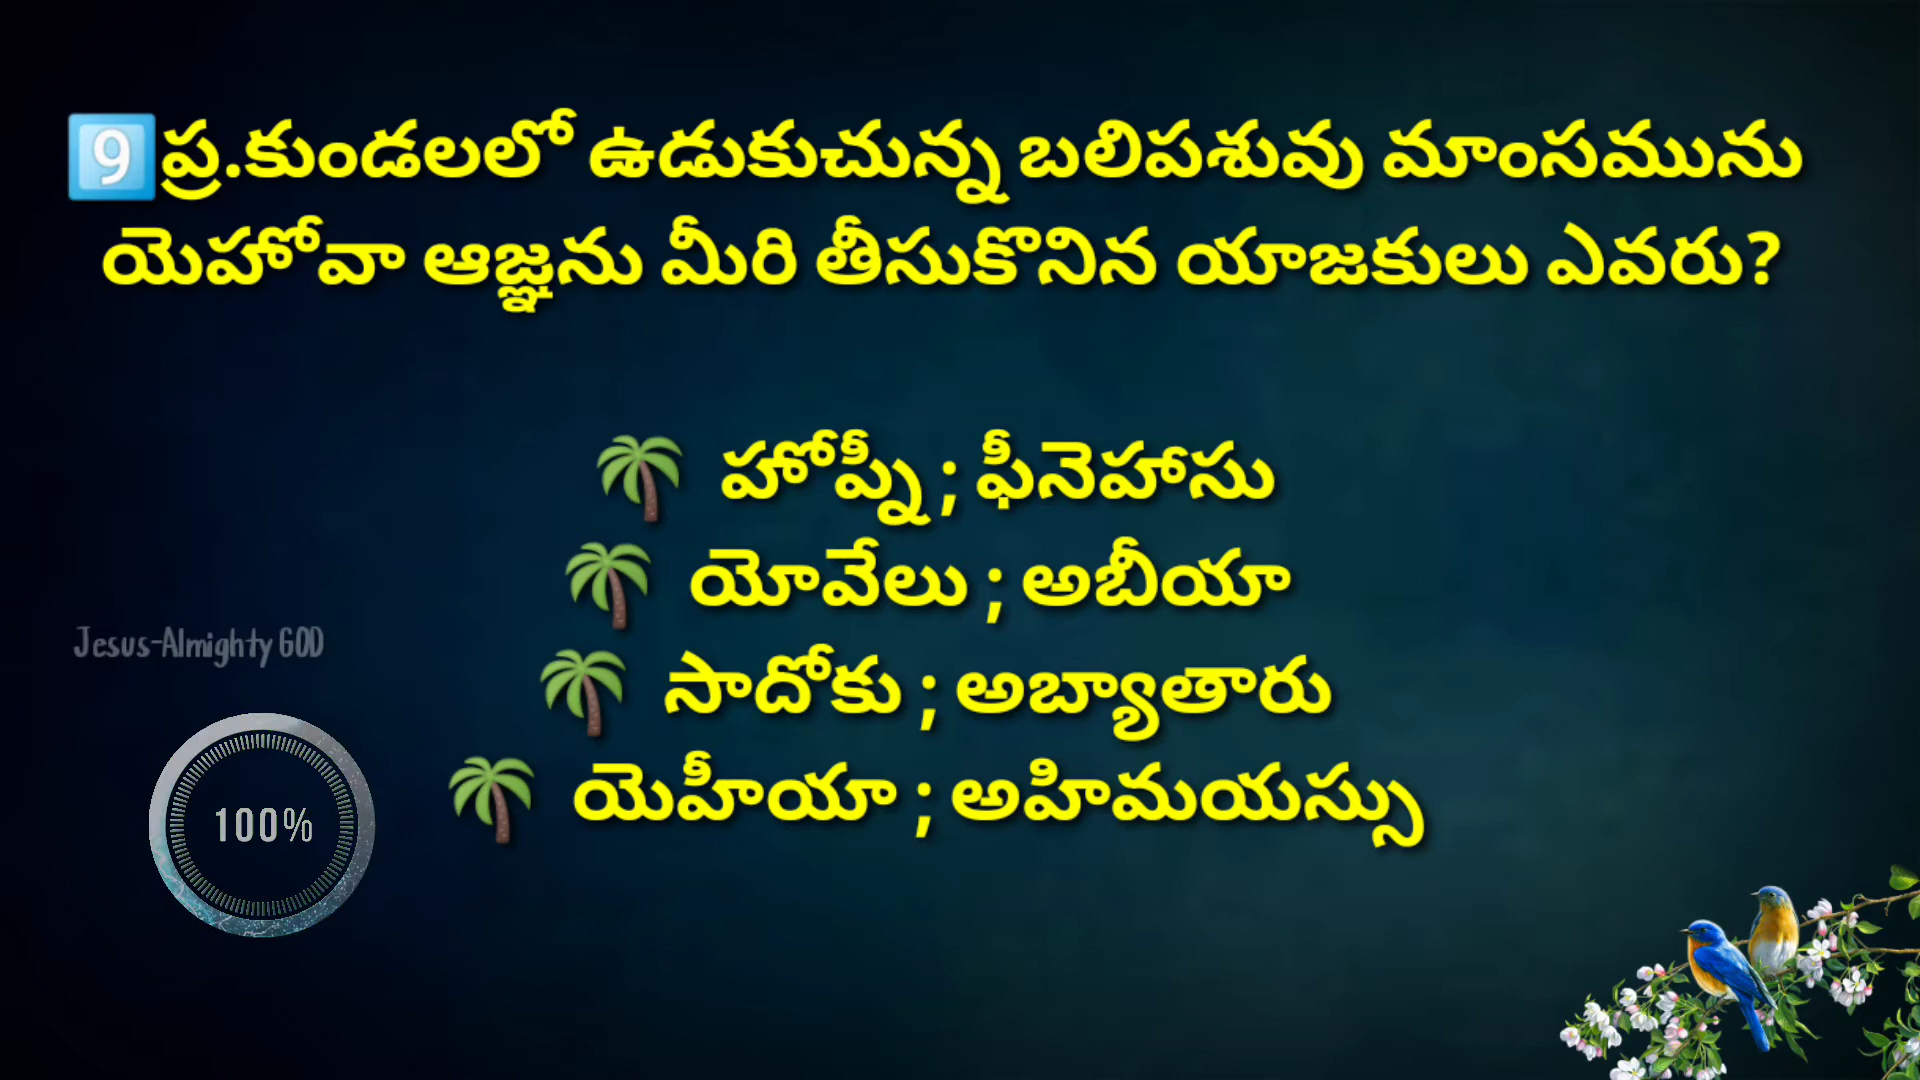 9️⃣ప్ర.కుండలలో ఉడుకుచున్న బలిపశువు మాంసమును
యెహోవా ఆజ్ఞను మీరి తీసుకొనిన యాజకులు ఎవరు?
🌴 హోప్నీ ; ఫీనెహాసు
🌴 యోవేలు ; అబీయా
🌴 సాదోకు ; అబ్యాతారు
🌴 యెహీయా ; అహిమయస్సు
Jesus-Almighty GOD
100%